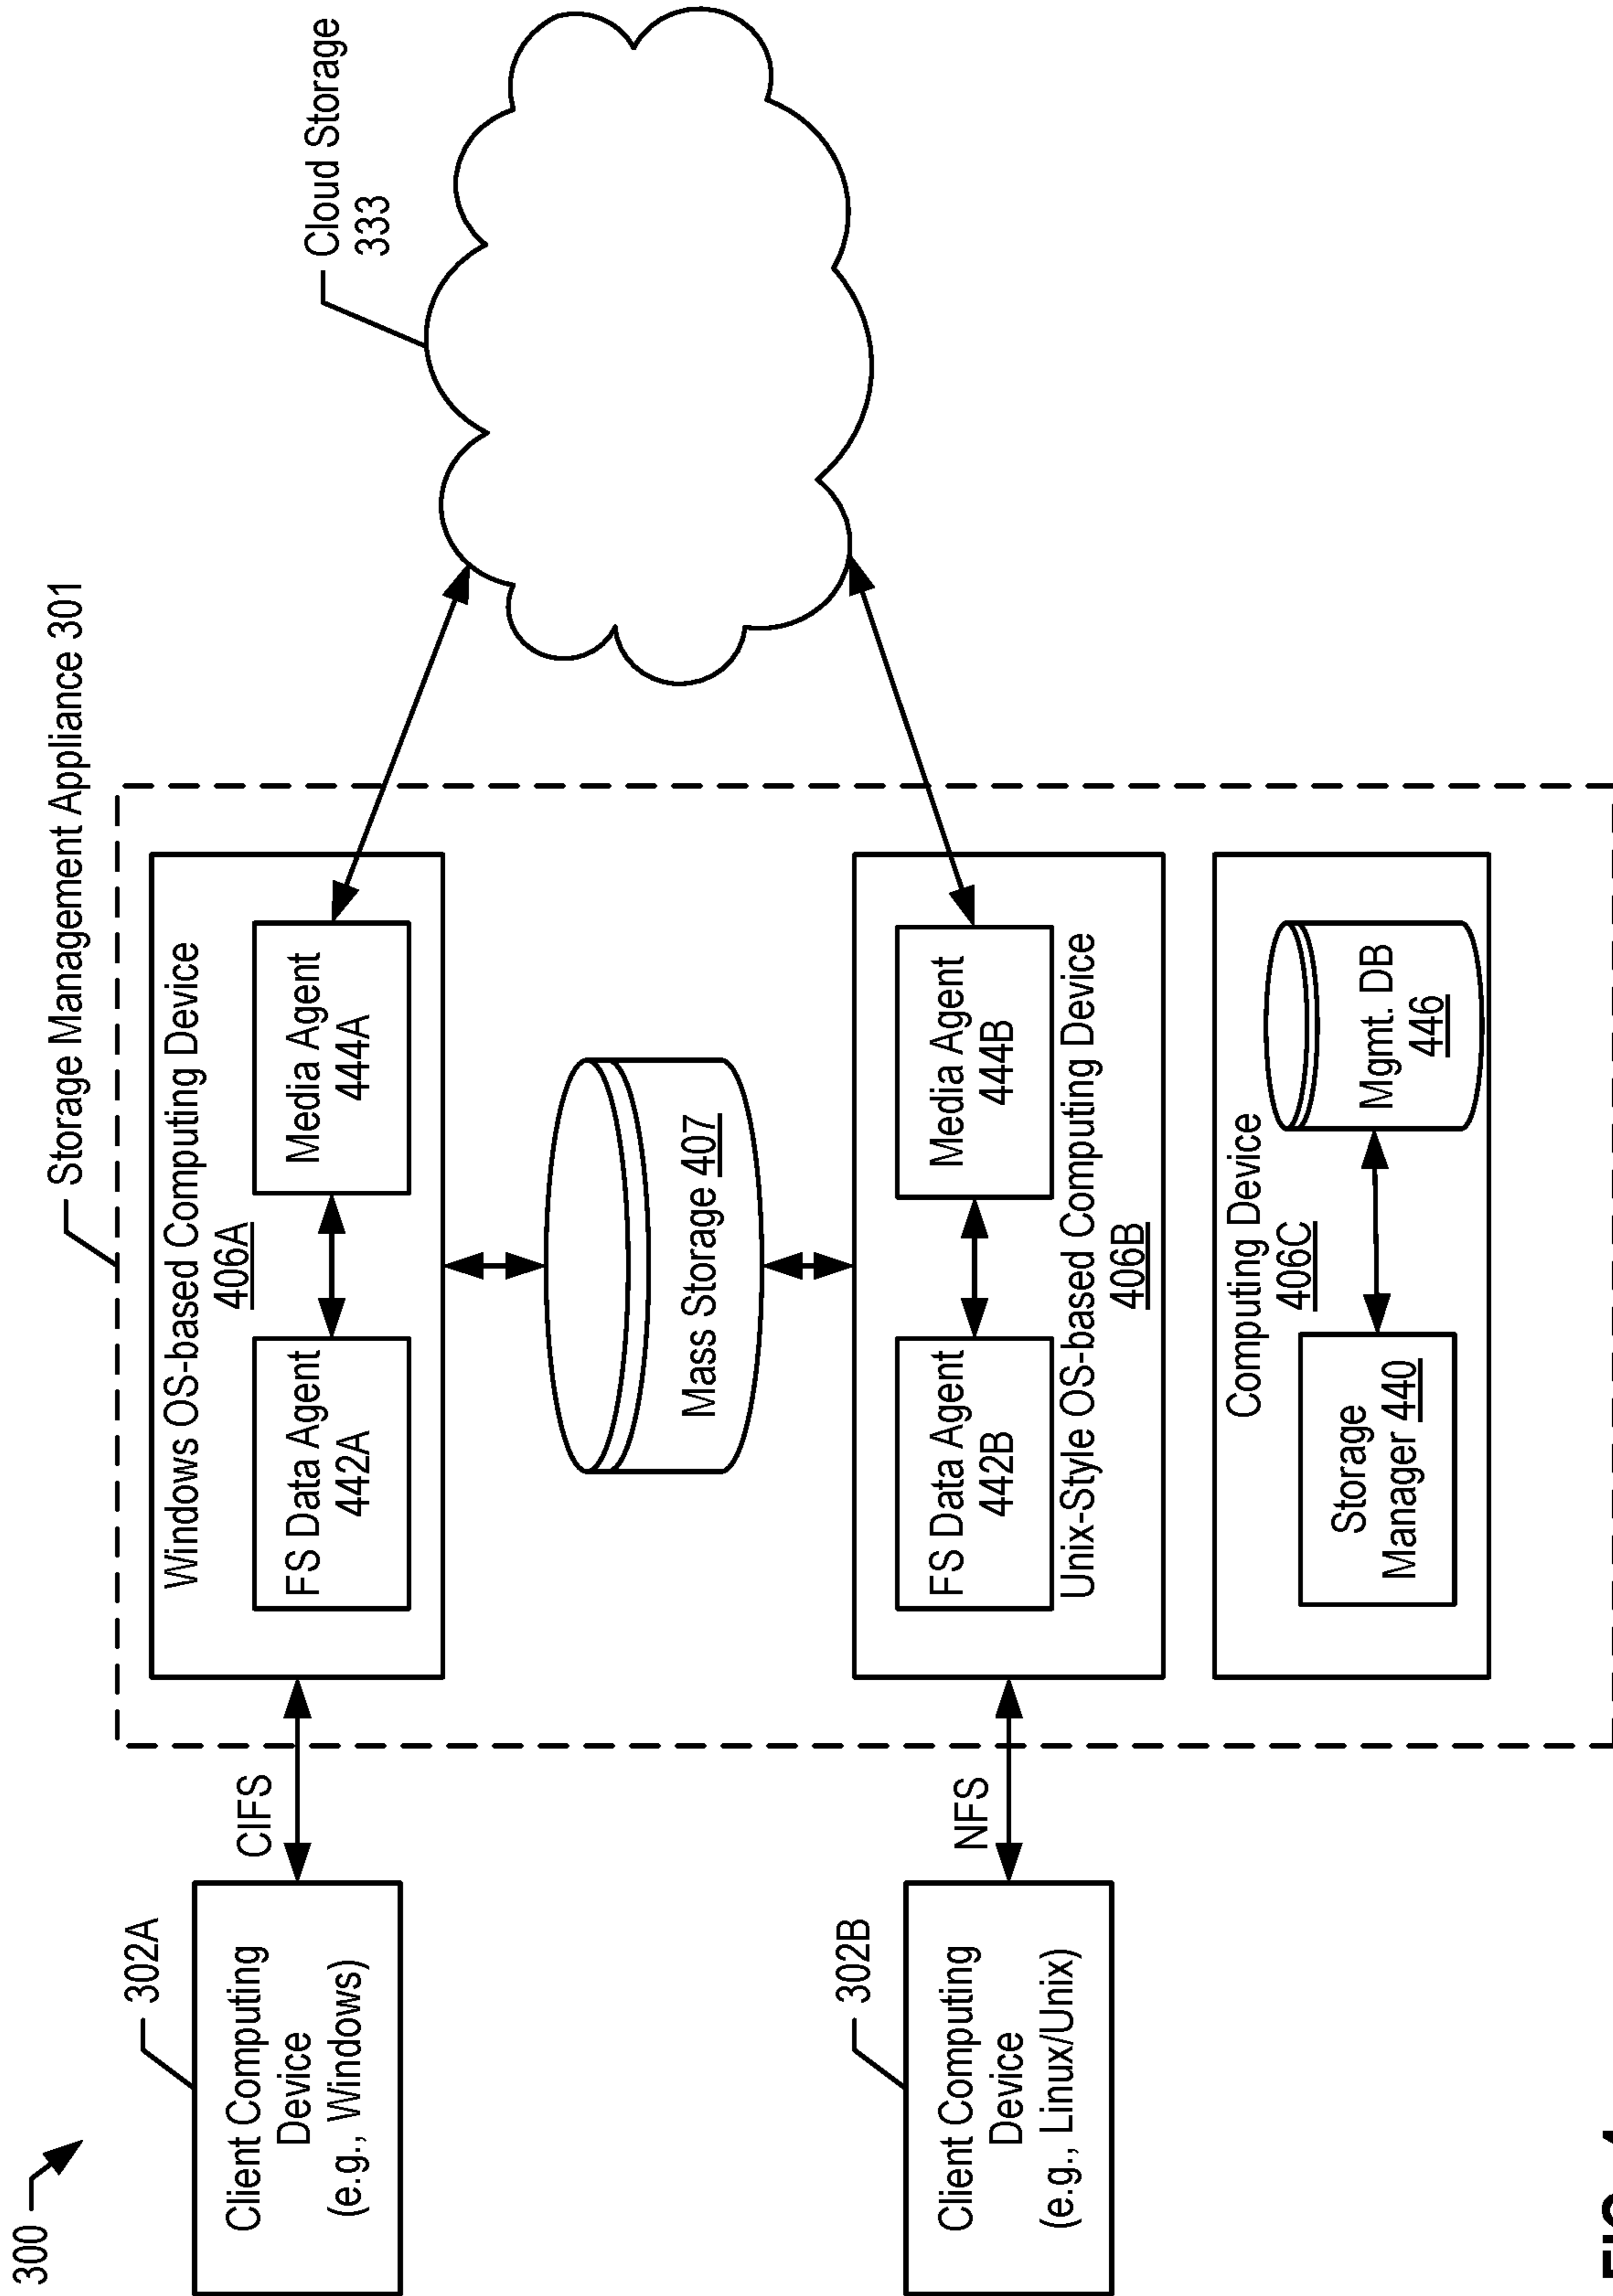 300
Storage Management Appliance 301
302A
Client Computing
Device
(e.g., Windows)
CIFS
Windows OS-based Computing Device
406A
FS Data Agent
442A
Media Agent
444A
Cloud Storage
333
Mass Storage 407
302B
Client Computing
Device
(e.g., Linux/Unix)
NFS
FS Data Agent
442B
Media Agent
444B
Unix-Style OS-based Computing Device
406B
Computing Device
406C
Storage
Manager 440
Mgmt. DB
446